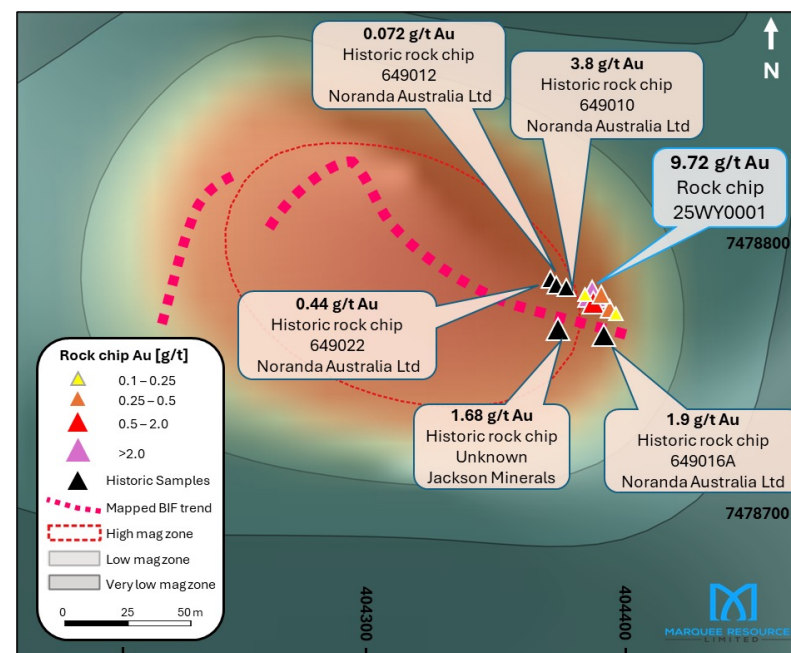 0.072 g/t Au
Historic rock chip
649012
Noranda Australia Ltd
3.8 g/t Au
Historic rock chip
649010
Noranda Australia Ltd
N
9.72 g/t Au
Rock chip
25WY0001
7478800
0.44 g/t Au
Historic rock chip
649022
Noranda Australia Ltd
1.68 g/t Au
Historic rock chip
Unknown
Jackson Minerals
1.9 g/t Au
Historic rock chip
649016A
Noranda Australia Ltd
7478700
Rock chip Au [g/t]
0.1 – 0.25
0.25 – 0.5
0.5 – 2.0
>2.0
Historic Samples
Mapped BIF trend
High mag zone
Low mag zone
Very low mag zone
0 25 50 m
404300
404400
MARQUEE RESOURCE
LIMITED